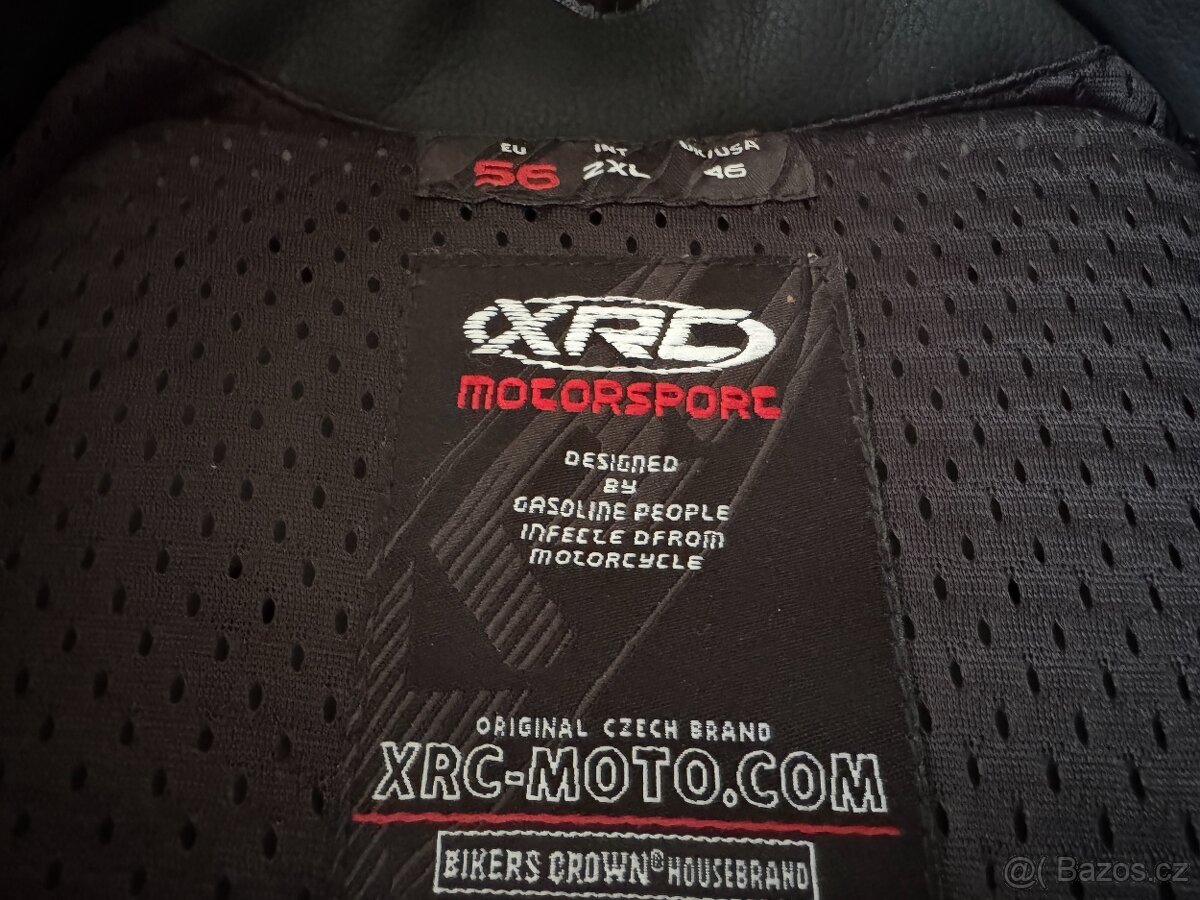 EU INT UK/USA
56 2XL 46
XRC
MOTORSPORT
DESIGNED
BY
GASOLINE PEOPLE
INFECTE DFROM
MOTORCYCLE
ORIGINAL CZECH BRAND
XRC-MOTO.COM
BIKERS CROWN® HOUSEBRAND
@( Bazos.cz